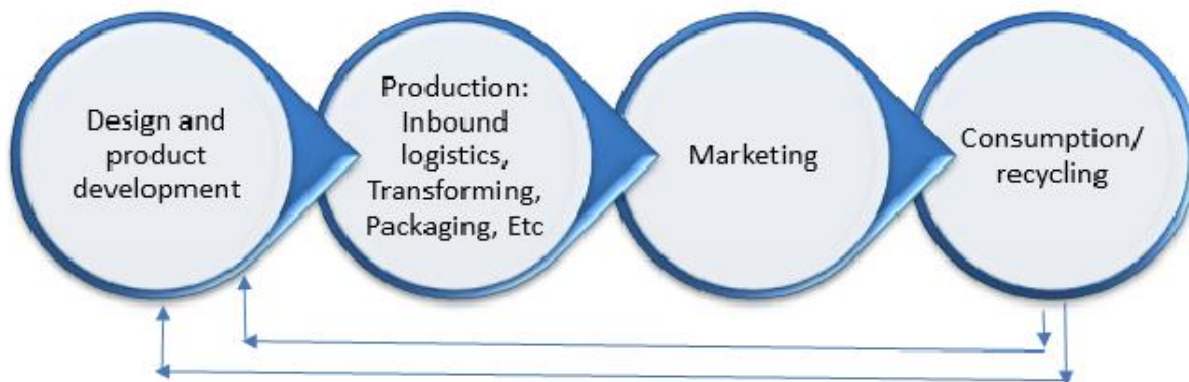 Design and
product
development
Production:
Inbound
logistics,
Transforming,
Packaging, Etc
Marketing
Consumption/
recycling